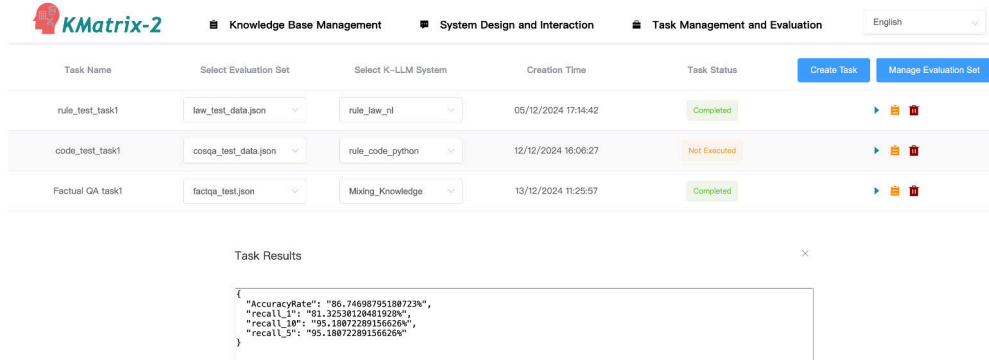 KMatrix-2 Knowledge Base Management System Design and Interaction Task Management and Evaluation English
Task Name Select Evaluation Set Select K-LLM System Creation Time Task Status Create Task Manage Evaluation Set
rule_test_task1 law_test_data.json rule_law_nl 05/12/2024 17:14:42 Completed
code_test_task1 cosqa_test_data.json rule_code_python 12/12/2024 16:06:27 Not Executed
Factual QA task1 factqa_test.json Mixing_Knowledge 13/12/2024 11:25:57 Completed
Task Results
{
"AccuracyRate": "86.74698795180723%",
"recall_1": "81.32530120481928%",
"recall_10": "95.18072289156626%",
"recall_5": "95.18072289156626%"
}